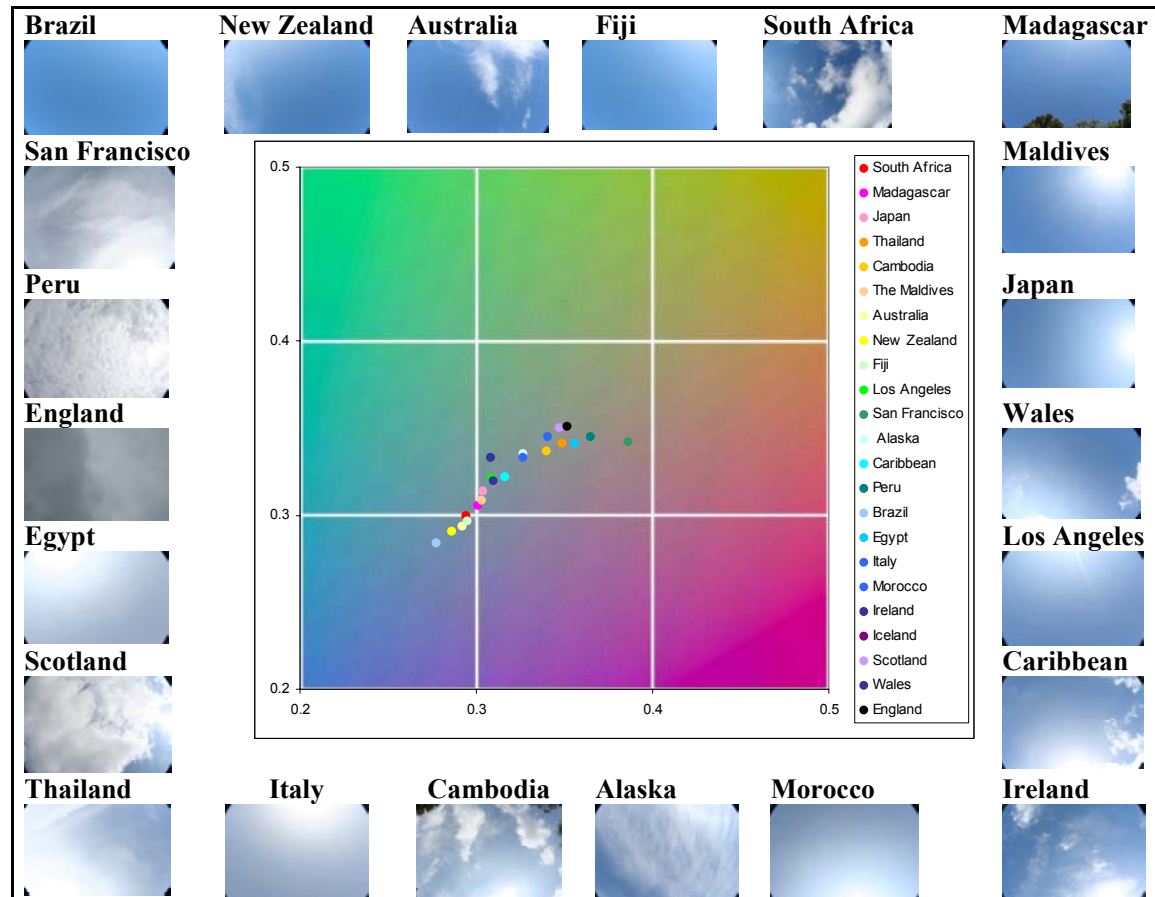 Brazil
New Zealand
Australia
Fiji
South Africa
Madagascar
San Francisco
Maldives
Peru
Japan
England
Wales
Egypt
Los Angeles
Scotland
Caribbean
Thailand
Italy
Cambodia
Alaska
Morocco
Ireland
0.5
0.4
0.3
0.2
0.2
0.3
0.4
0.5
South Africa
Madagascar
Japan
Thailand
Cambodia
The Maldives
Australia
New Zealand
Fiji
Los Angeles
San Francisco
Alaska
Caribbean
Peru
Brazil
Egypt
Italy
Morocco
Ireland
Iceland
Scotland
Wales
England